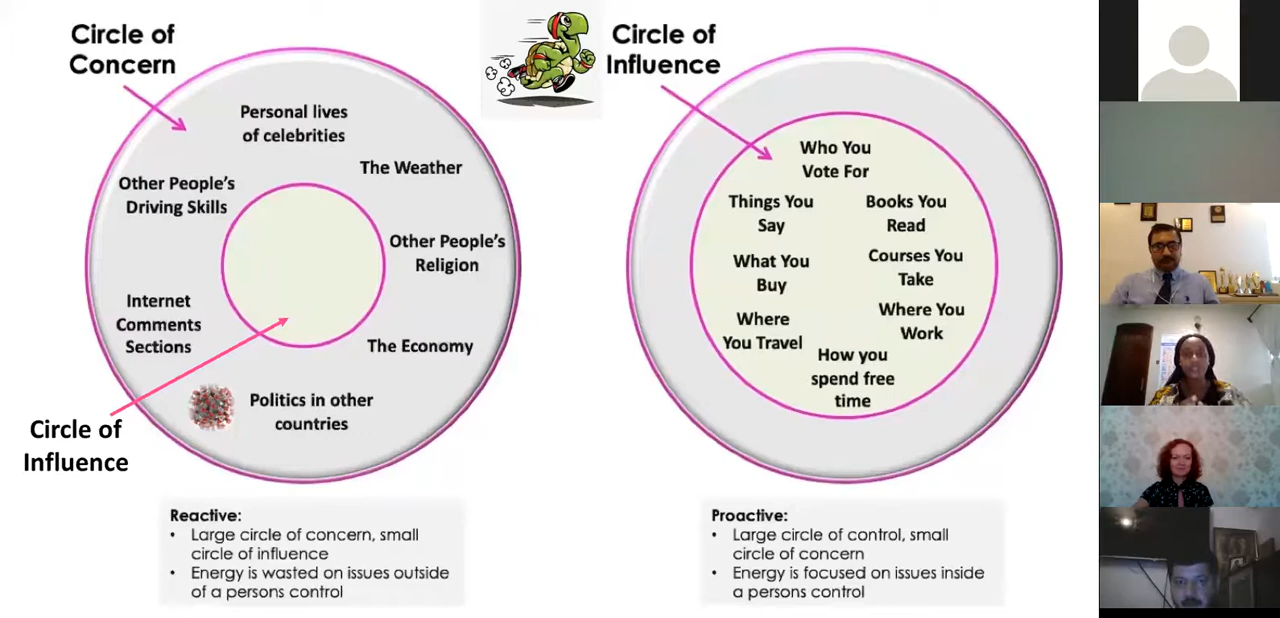 Circle of
Concern
Personal lives
of celebrities
The Weather
Other People's
Driving Skills
Other People's
Religion
Internet
Comments
Sections
The Economy
Politics in other
countries
Circle of
Influence
Reactive:
• Large circle of concern, small
circle of influence
• Energy is wasted on issues outside
of a persons control
Circle of
Influence
Who You
Vote For
Things You
Say
Books You
Read
What You
Buy
Courses You
Take
Where
You Travel
Where You
Work
How you
spend free
time
Proactive:
• Large circle of control, small
circle of concern
• Energy is focused on issues inside
a persons control